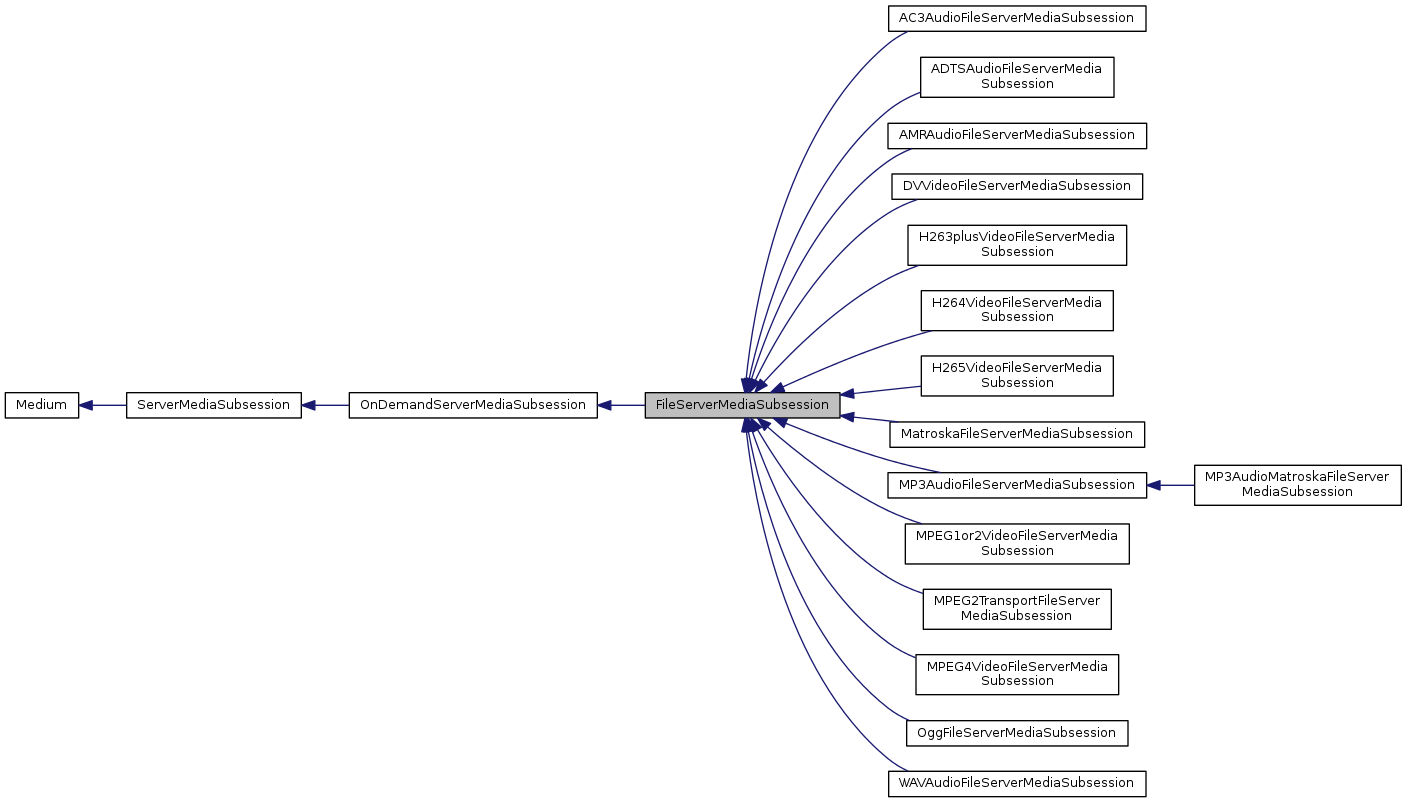 AC3AudioFileServerMediaSubsession
ADTSAudioFileServerMedia
Subsession
AMRAudioFileServerMediaSubsession
DVVideoFileServerMediaSubsession
H263plusVideoFileServerMedia
Subsession
H264VideoFileServerMedia
Subsession
H265VideoFileServerMedia
Subsession
Medium
ServerMediaSubsession
OnDemandServerMediaSubsession
FileServerMediaSubsession
MatroskaFileServerMediaSubsession
MP3AudioFileServerMediaSubsession
MP3AudioMatroskaFileServer
MediaSubsession
MPEG1or2VideoFileServerMedia
Subsession
MPEG2TransportFileServer
MediaSubsession
MPEG4VideoFileServerMedia
Subsession
OggFileServerMediaSubsession
WAVAudioFileServerMediaSubsession